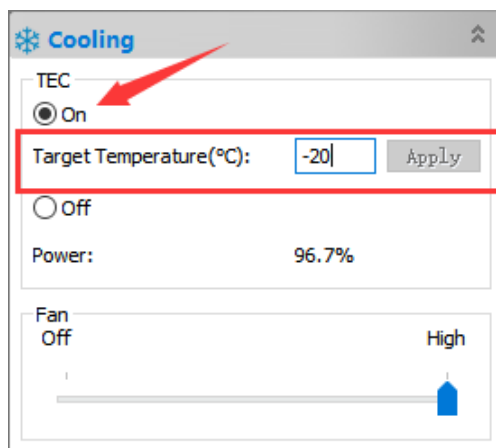 Cooling
TEC
On
Target Temperature(°C): -20 Apply
Off
Power: 96.7%
Fan
Off High